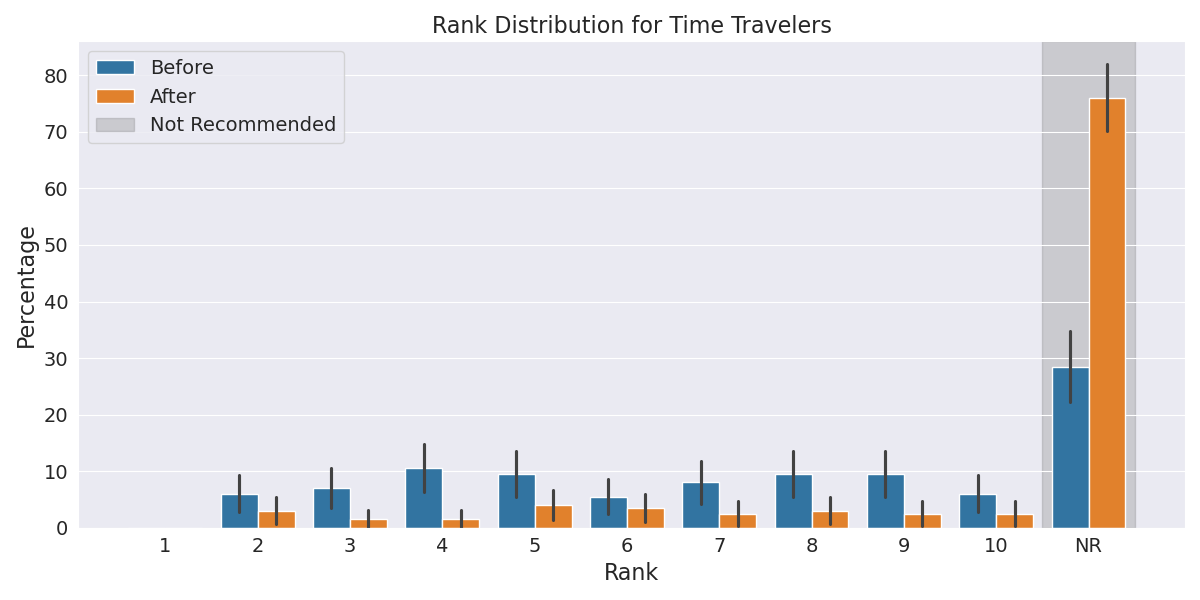 Rank Distribution for Time Travelers
Before
After
Not Recommended
Percentage
80
70
60
50
40
30
20
10
0
1 2 3 4 5 6 7 8 9 10 NR
Rank